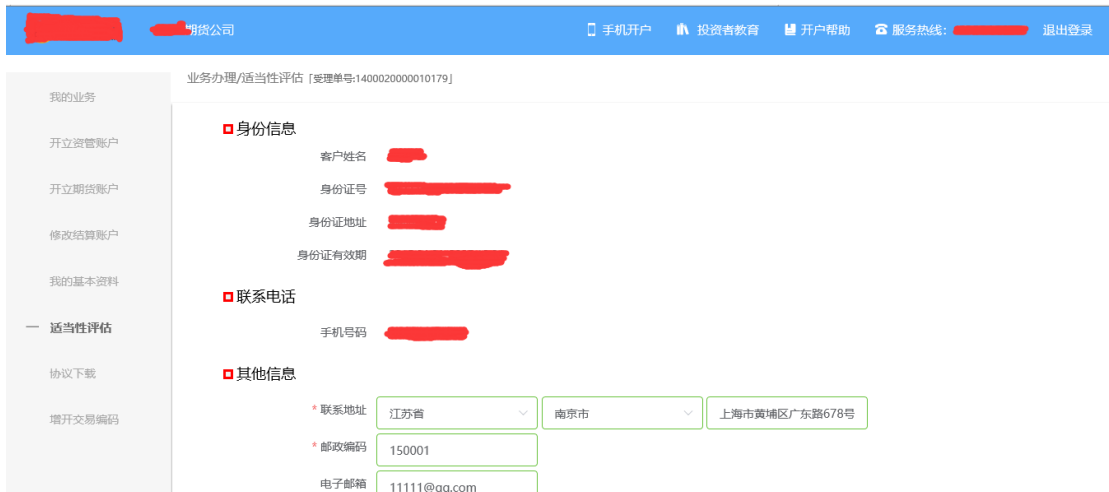 期货公司 手机开户 投资者教育 开户帮助 服务热线： 退出登录
业务办理/适当性评估「受理单号:1400020000010179」
我的业务
开立资管账户
开立期货账户
修改结算账户
我的基本资料
适当性评估
协议下载
增开交易编码
身份信息
客户姓名
身份证号
身份证地址
身份证有效期
联系电话
手机号码
其他信息
* 联系地址 江苏省 南京市 上海市黄埔区广东路678号
* 邮政编码 150001
电子邮箱 11111@qq.com